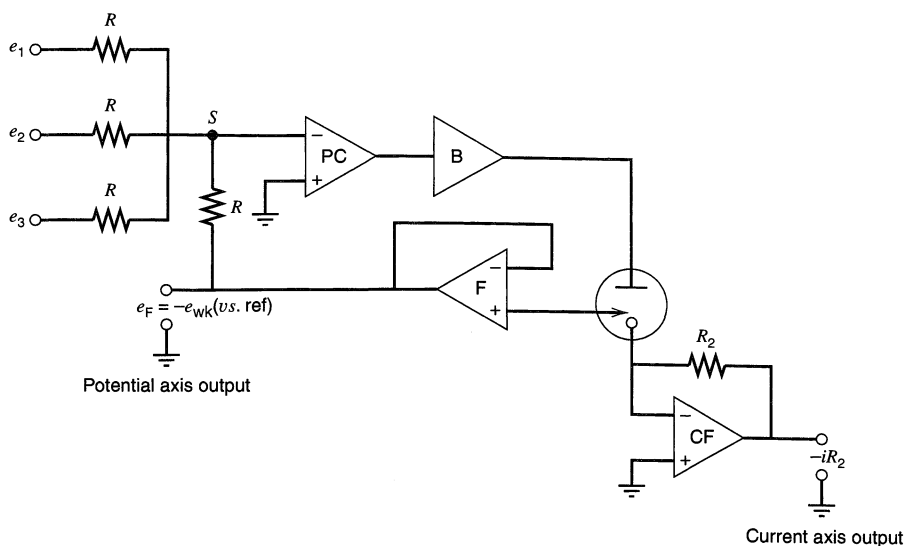 R
e1
R
S
e2
−
PC
B
+
R
e3
R
−
F
eF = −ewk(vs. ref)
+
R2
Potential axis output
−
CF
−iR2
+
Current axis output